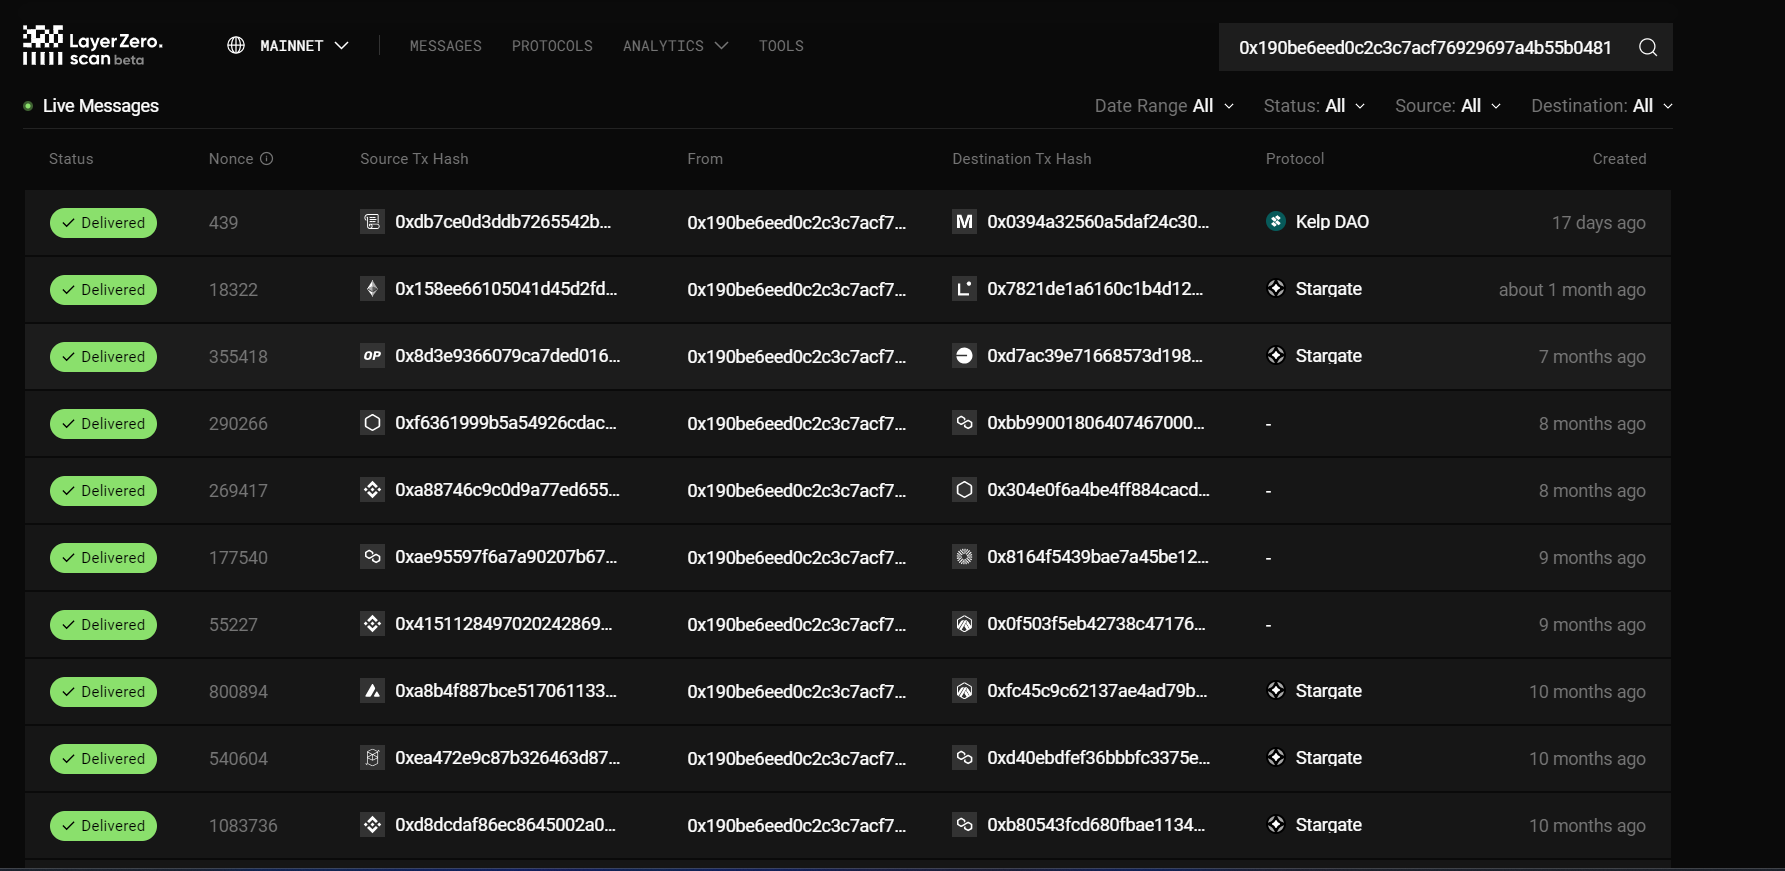 LayerZero.
scan beta
MAINNET MESSAGES PROTOCOLS ANALYTICS TOOLS
0x190be6eed0c2c3c7acf76929697a4b55b0481
Live Messages
Date Range All Status: All Source: All Destination: All
Status Nonce Source Tx Hash From Destination Tx Hash Protocol Created
Delivered 439 0xdb7ce0d3ddb7265542b... 0x190be6eed0c2c3c7acf7... M 0x0394a32560a5daf24c30... Kelp DAO 17 days ago
Delivered 18322 0x158ee66105041d45d2fd... 0x190be6eed0c2c3c7acf7... 0x7821de1a6160c1b4d12... Stargate about 1 month ago
Delivered 355418 OP 0x8d3e9366079ca7ded016... 0x190be6eed0c2c3c7acf7... 0xd7ac39e71668573d198... Stargate 7 months ago
Delivered 290266 0xf6361999b5a54926cdac... 0x190be6eed0c2c3c7acf7... 0xbb99001806407467000... - 8 months ago
Delivered 269417 0xa88746c9c0d9a77ed655... 0x190be6eed0c2c3c7acf7... 0x304e0f6a4be4ff884cacd... - 8 months ago
Delivered 177540 0xae95597f6a7a90207b67... 0x190be6eed0c2c3c7acf7... 0x8164f5439bae7a45be12... - 9 months ago
Delivered 55227 0x4151128497020242869... 0x190be6eed0c2c3c7acf7... 0x0f503f5eb42738c47176... - 9 months ago
Delivered 800894 0xa8b4f887bce517061133... 0x190be6eed0c2c3c7acf7... 0xfc45c9c62137ae4ad79b... Stargate 10 months ago
Delivered 540604 0xea472e9c87b326463d87... 0x190be6eed0c2c3c7acf7... 0xd40ebdfef36bbbfc3375e... Stargate 10 months ago
Delivered 1083736 0xd8dcdaf86ec8645002a0... 0x190be6eed0c2c3c7acf7... 0xb80543fcd680fbae1134... Stargate 10 months ago